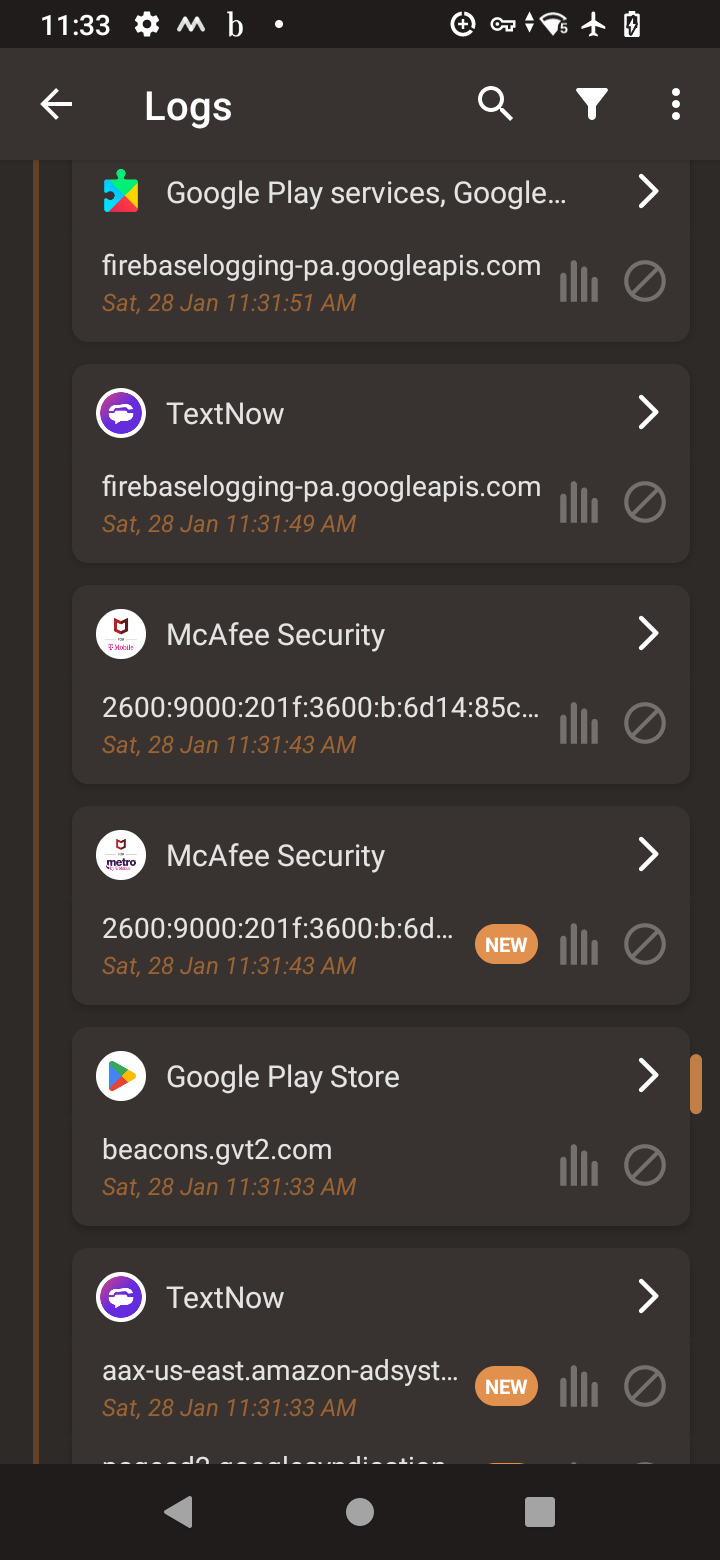 11:33
Logs
Google Play services, Google…
firebaselogging-pa.googleapis.com
Sat, 28 Jan 11:31:51 AM
TextNow
firebaselogging-pa.googleapis.com
Sat, 28 Jan 11:31:49 AM
McAfee Security
2600:9000:201f:3600:b:6d14:85c…
Sat, 28 Jan 11:31:43 AM
McAfee Security
metro
2600:9000:201f:3600:b:6d… NEW
Sat, 28 Jan 11:31:43 AM
Google Play Store
beacons.gvt2.com
Sat, 28 Jan 11:31:33 AM
TextNow
aax-us-east.amazon-adsyst… NEW
Sat, 28 Jan 11:31:33 AM